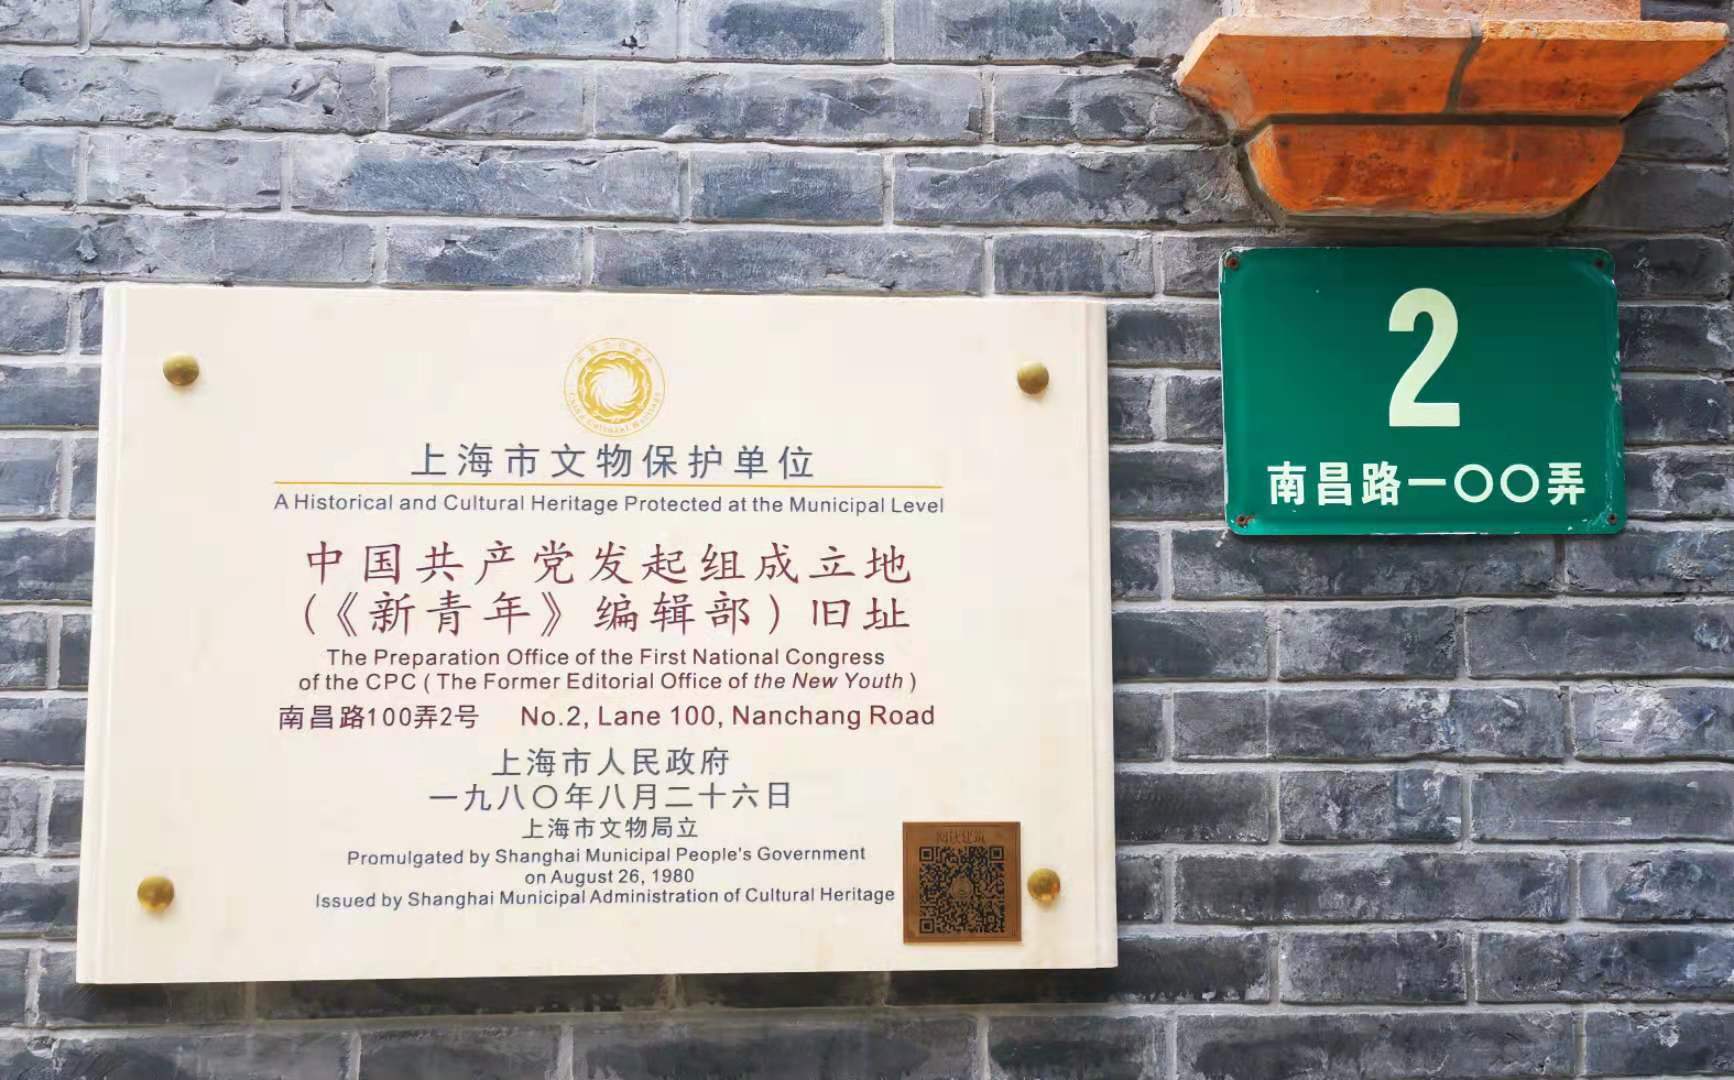 上海市文物保护单位
A Historical and Cultural Heritage Protected at the Municipal Level
中国共产党发起组成立地
(《新青年》编辑部)旧址
The Preparation Office of the First National Congress
of the CPC ( The Former Editorial Office of the New Youth )
南昌路100弄2号 No.2, Lane 100, Nanchang Road
上海市人民政府
一九八〇年八月二十六日
上海市文物局立
Promulgated by Shanghai Municipal People's Government
on August 26, 1980
Issued by Shanghai Municipal Administration of Cultural Heritage
2
南昌路一〇〇弄